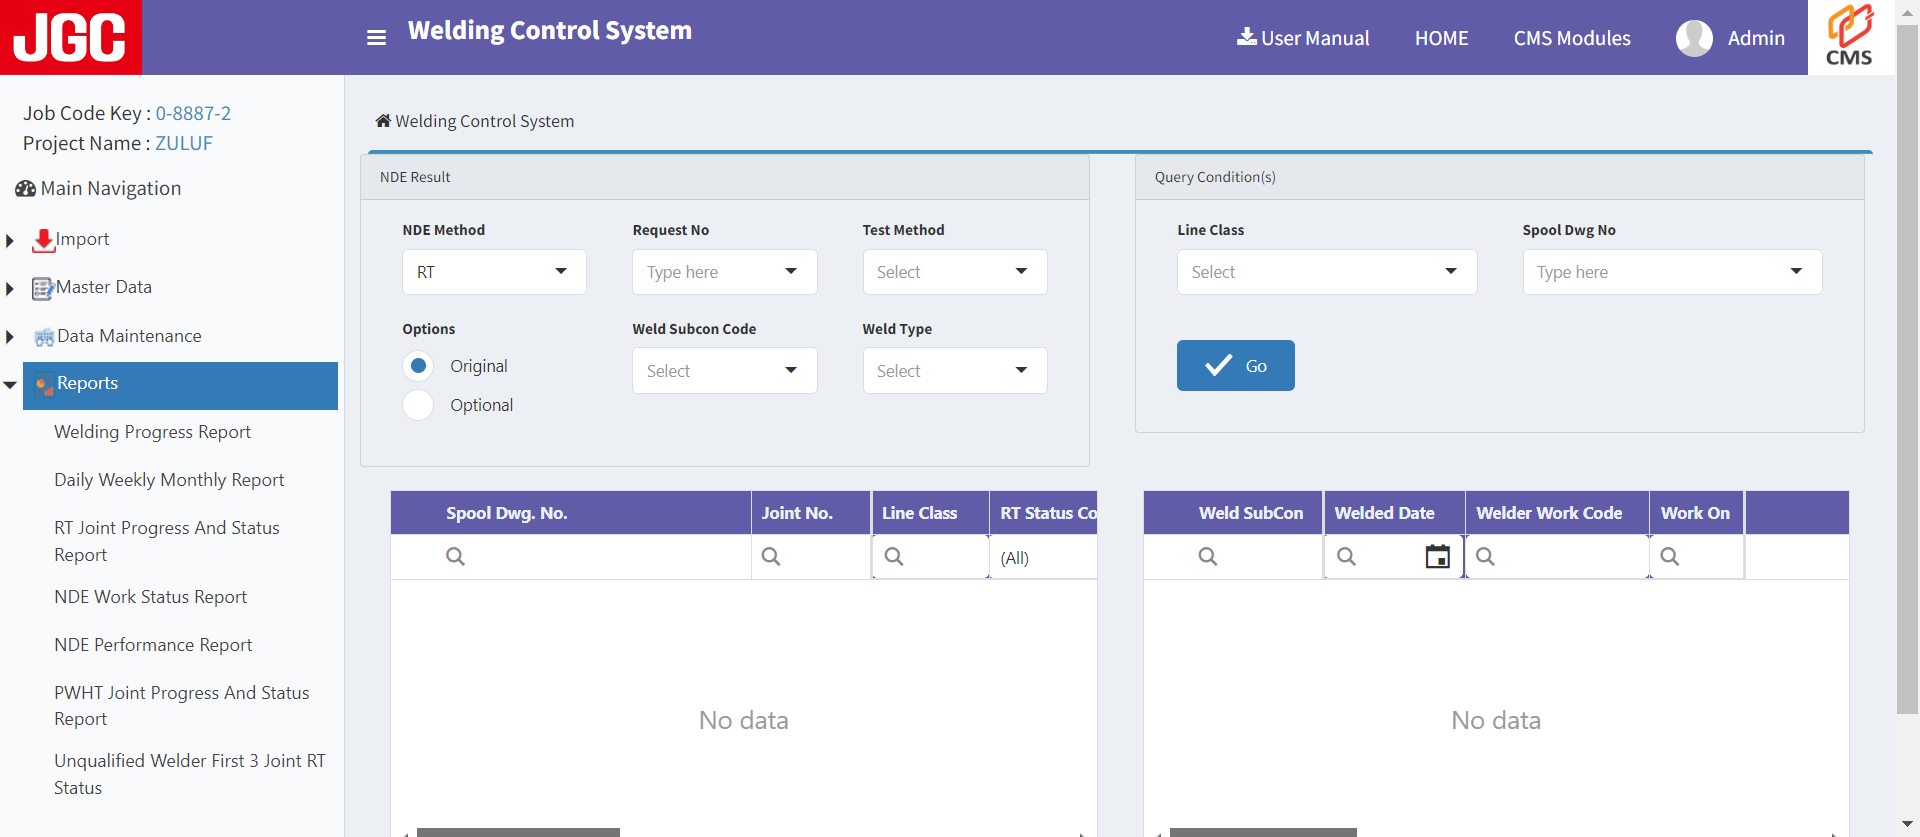 JGC
Welding Control System
User Manual
HOME
CMS Modules
Admin
CMS
Job Code Key : 0-8887-2
Project Name : ZULUF
Main Navigation
Import
Master Data
Data Maintenance
Reports
Welding Progress Report
Daily Weekly Monthly Report
RT Joint Progress And Status
Report
NDE Work Status Report
NDE Performance Report
PWHT Joint Progress And Status
Report
Unqualified Welder First 3 Joint RT
Status
Welding Control System
NDE Result
NDE Method
Request No
Test Method
RT
Type here
Select
Options
Weld Subcon Code
Weld Type
Original
Select
Select
Optional
Query Condition(s)
Line Class
Spool Dwg No
Select
Type here
Go
Spool Dwg. No.
Joint No.
Line Class
RT Status Co
(All)
No data
Weld SubCon
Welded Date
Welder Work Code
Work On
No data